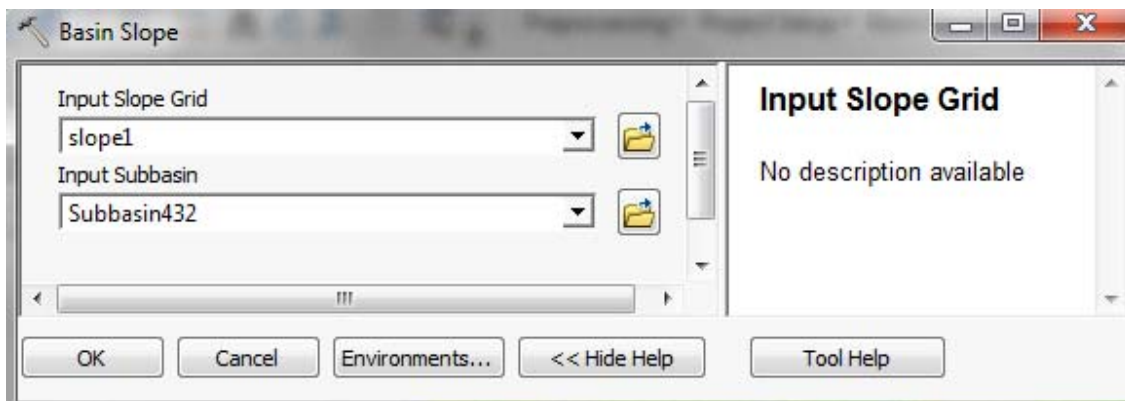 Basin Slope
Input Slope Grid
slope1
Input Subbasin
Subbasin432
Input Slope Grid
No description available
OK
Cancel
Environments...
<< Hide Help
Tool Help